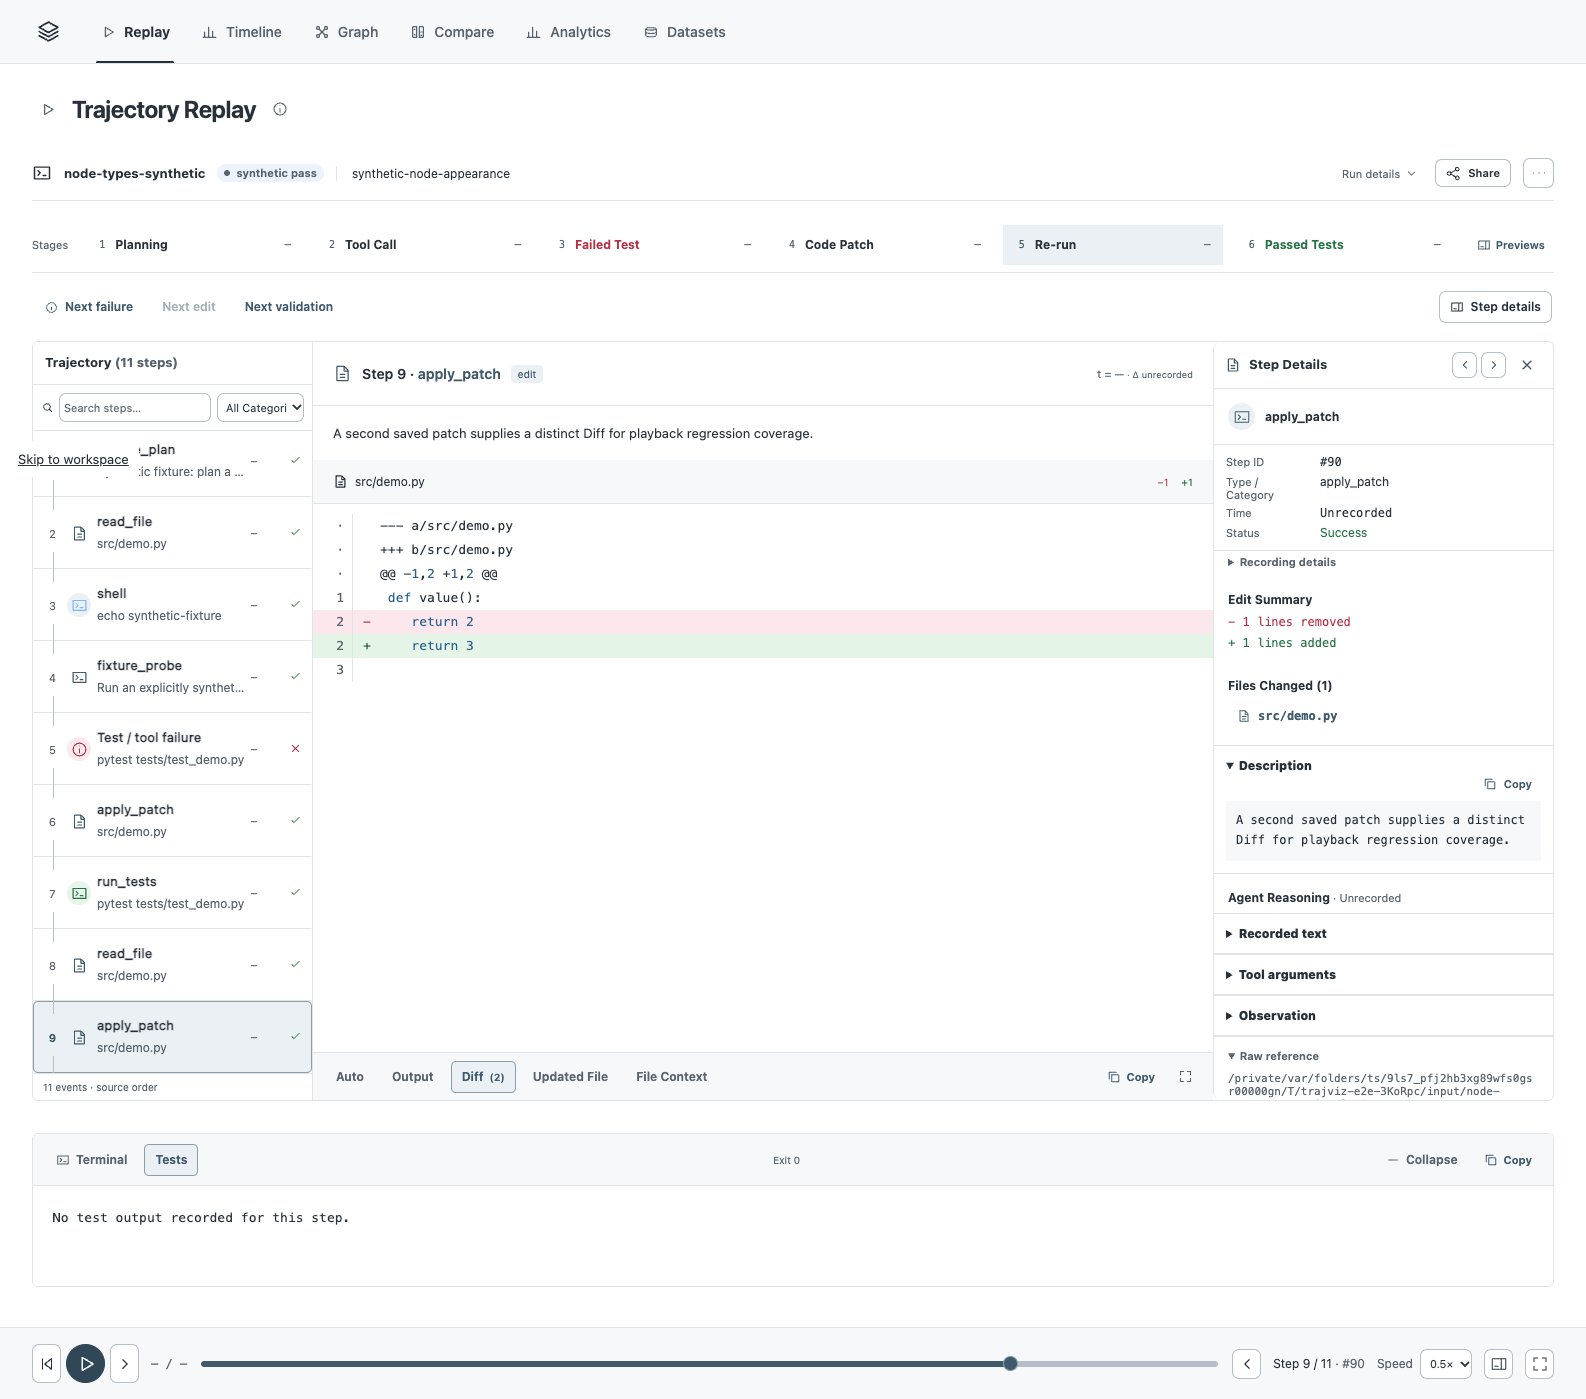 Replay
Timeline
Graph
Compare
Analytics
Datasets
Trajectory Replay
node-types-synthetic
synthetic pass
synthetic-node-appearance
Run details
Share
...
Stages
1 Planning —
2 Tool Call —
3 Failed Test —
4 Code Patch —
5 Re-run —
6 Passed Tests —
Previews
Next failure
Next edit
Next validation
Step details
Trajectory (11 steps)
Search steps...
All Categori
Skip to workspace
_plan
tic fixture: plan a ...
—
2 read_file —
src/demo.py
3 shell —
echo synthetic-fixture
4 fixture_probe —
Run an explicitly synthet...
5 Test / tool failure —
pytest tests/test_demo.py
6 apply_patch —
src/demo.py
7 run_tests —
pytest tests/test_demo.py
8 read_file —
src/demo.py
9 apply_patch —
src/demo.py
11 events · source order
Step 9 · apply_patch edit
t = — · Δ unrecorded
A second saved patch supplies a distinct Diff for playback regression coverage.
src/demo.py
−1 +1
· --- a/src/demo.py
· +++ b/src/demo.py
· @@ -1,2 +1,2 @@
1 def value():
2 - return 2
2 + return 3
3
Auto
Output
Diff (2)
Updated File
File Context
Copy
Step Details
apply_patch
Step ID #90
Type / Category apply_patch
Time Unrecorded
Status Success
Recording details
Edit Summary
− 1 lines removed
+ 1 lines added
Files Changed (1)
src/demo.py
Description
Copy
A second saved patch supplies a distinct
Diff for playback regression coverage.
Agent Reasoning · Unrecorded
Recorded text
Tool arguments
Observation
Raw reference
/private/var/folders/ts/9ls7_pfj2hb3xg89wfs0gs
r00000gn/T/trajviz-e2e-3KoRpc/input/node-
Terminal
Tests
Exit 0
Collapse
Copy
No test output recorded for this step.
— / —
Step 9 / 11 · #90
Speed
0.5×